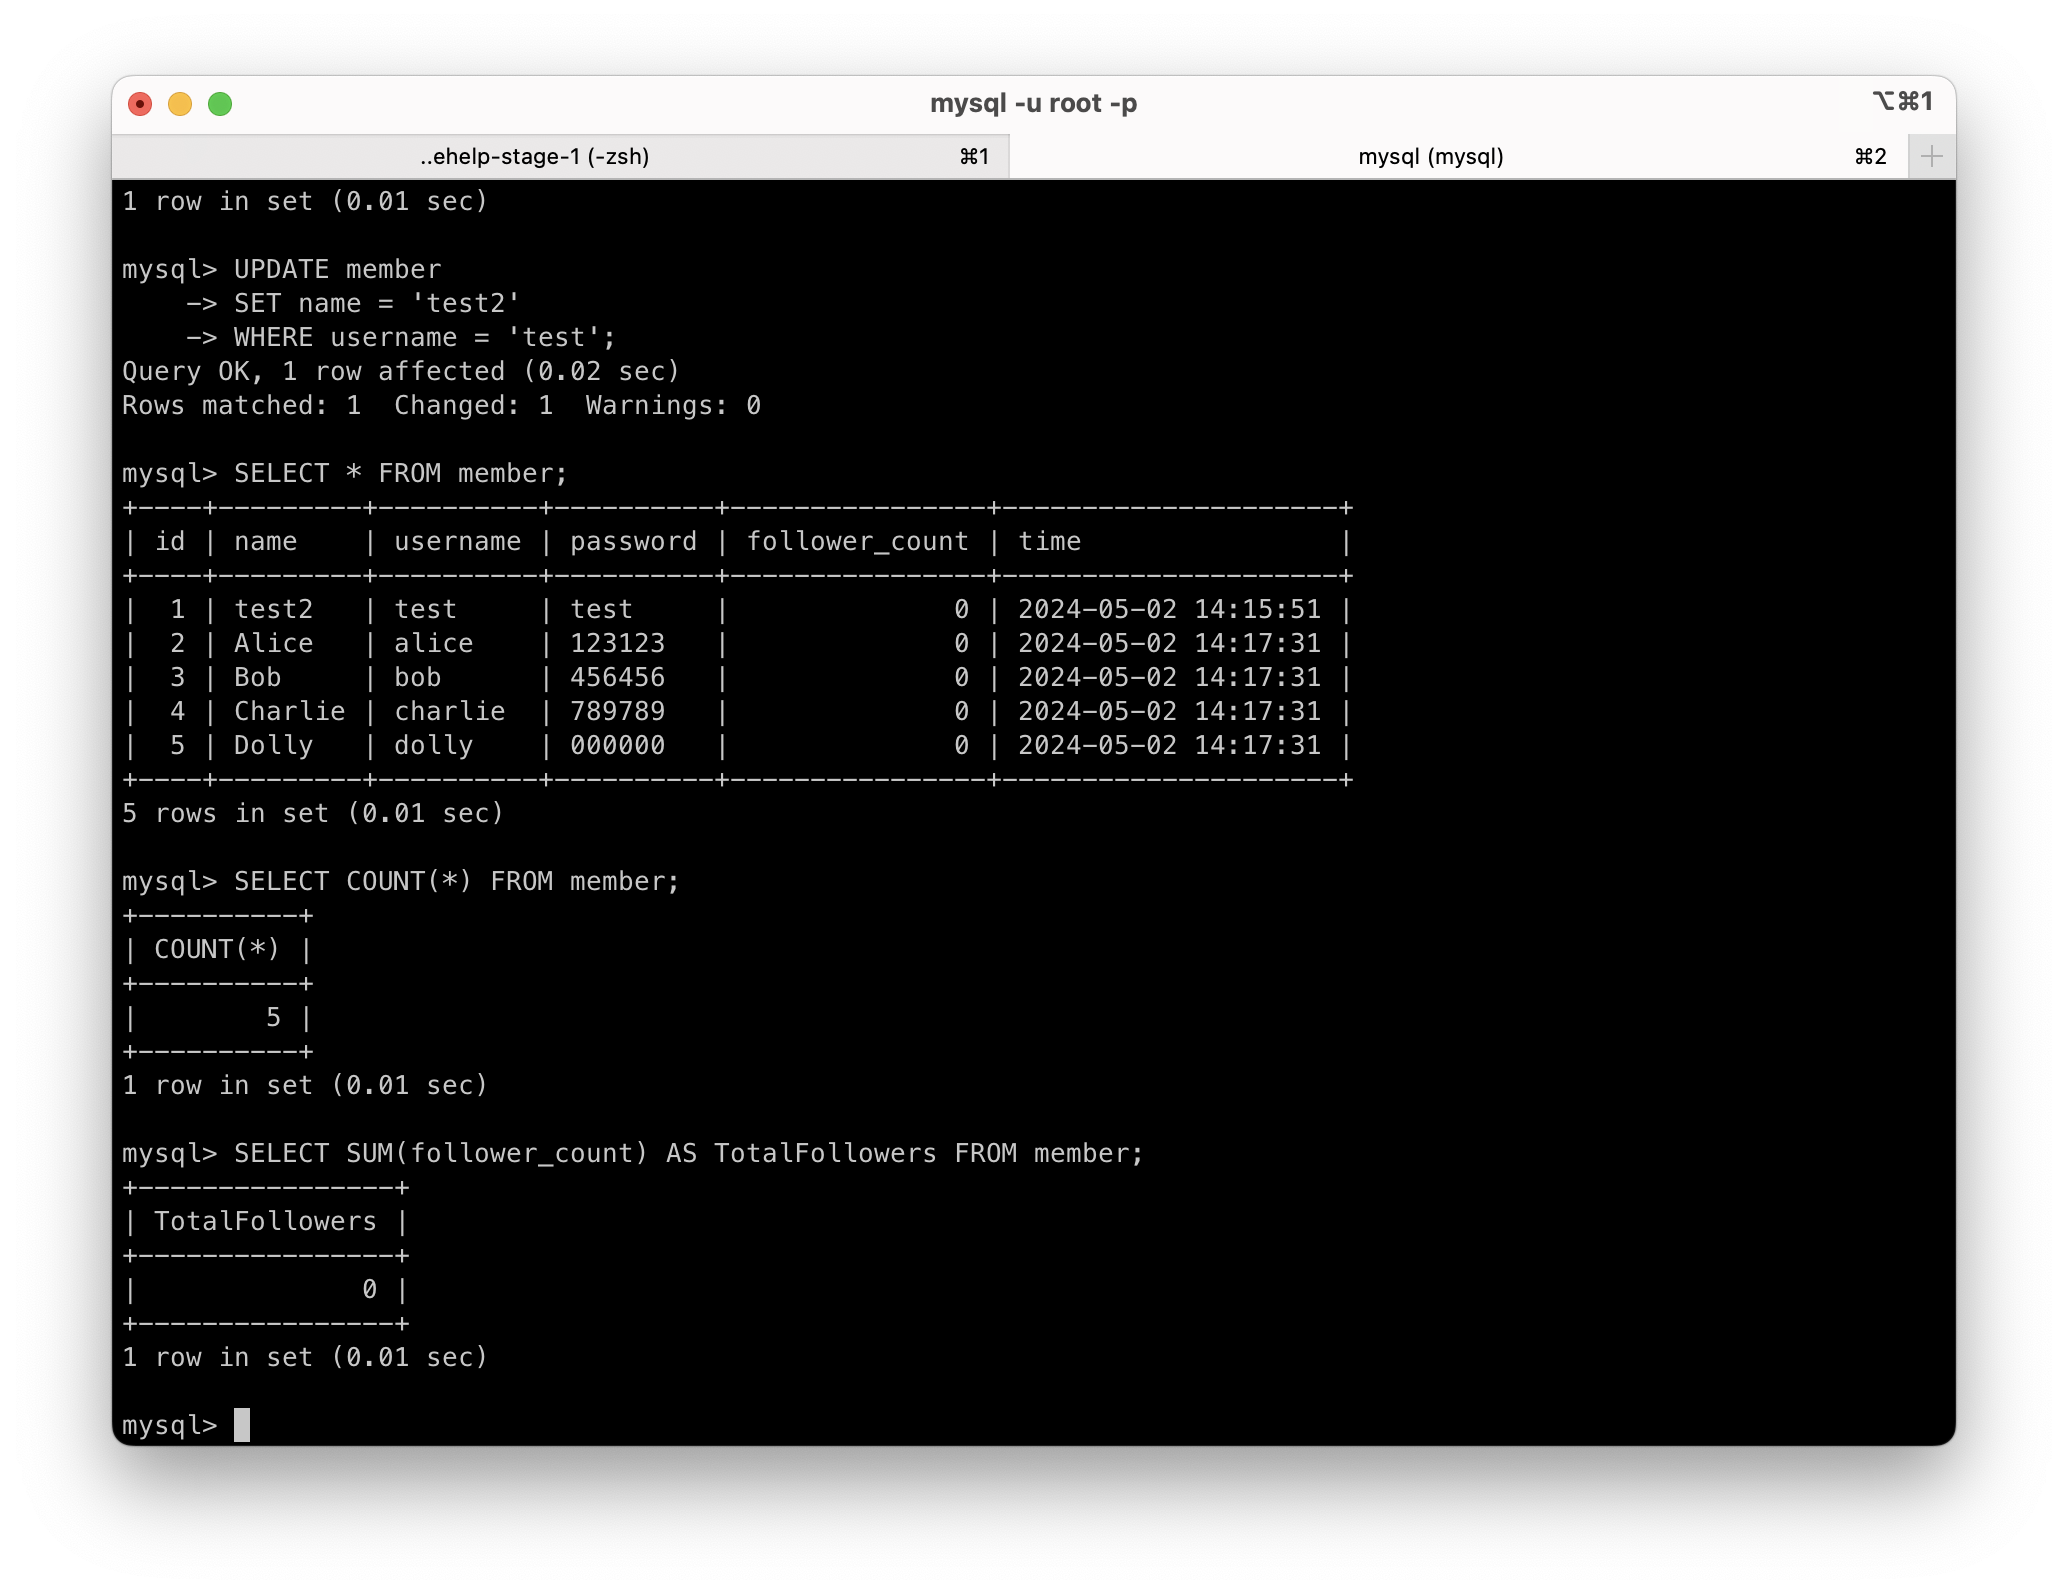 mysql -u root -p
⌥⌘1
..ehelp-stage-1 (-zsh) ⌘1
mysql (mysql) ⌘2
1 row in set (0.01 sec)
mysql> UPDATE member
    -> SET name = 'test2'
    -> WHERE username = 'test';
Query OK, 1 row affected (0.02 sec)
Rows matched: 1  Changed: 1  Warnings: 0
mysql> SELECT * FROM member;
+----+---------+----------+----------+----------------+---------------------+
| id | name    | username | password | follower_count | time                |
+----+---------+----------+----------+----------------+---------------------+
|  1 | test2   | test     | test     |              0 | 2024-05-02 14:15:51 |
|  2 | Alice   | alice    | 123123   |              0 | 2024-05-02 14:17:31 |
|  3 | Bob     | bob      | 456456   |              0 | 2024-05-02 14:17:31 |
|  4 | Charlie | charlie  | 789789   |              0 | 2024-05-02 14:17:31 |
|  5 | Dolly   | dolly    | 000000   |              0 | 2024-05-02 14:17:31 |
+----+---------+----------+----------+----------------+---------------------+
5 rows in set (0.01 sec)
mysql> SELECT COUNT(*) FROM member;
+----------+
| COUNT(*) |
+----------+
|        5 |
+----------+
1 row in set (0.01 sec)
mysql> SELECT SUM(follower_count) AS TotalFollowers FROM member;
+----------------+
| TotalFollowers |
+----------------+
|              0 |
+----------------+
1 row in set (0.01 sec)
mysql>